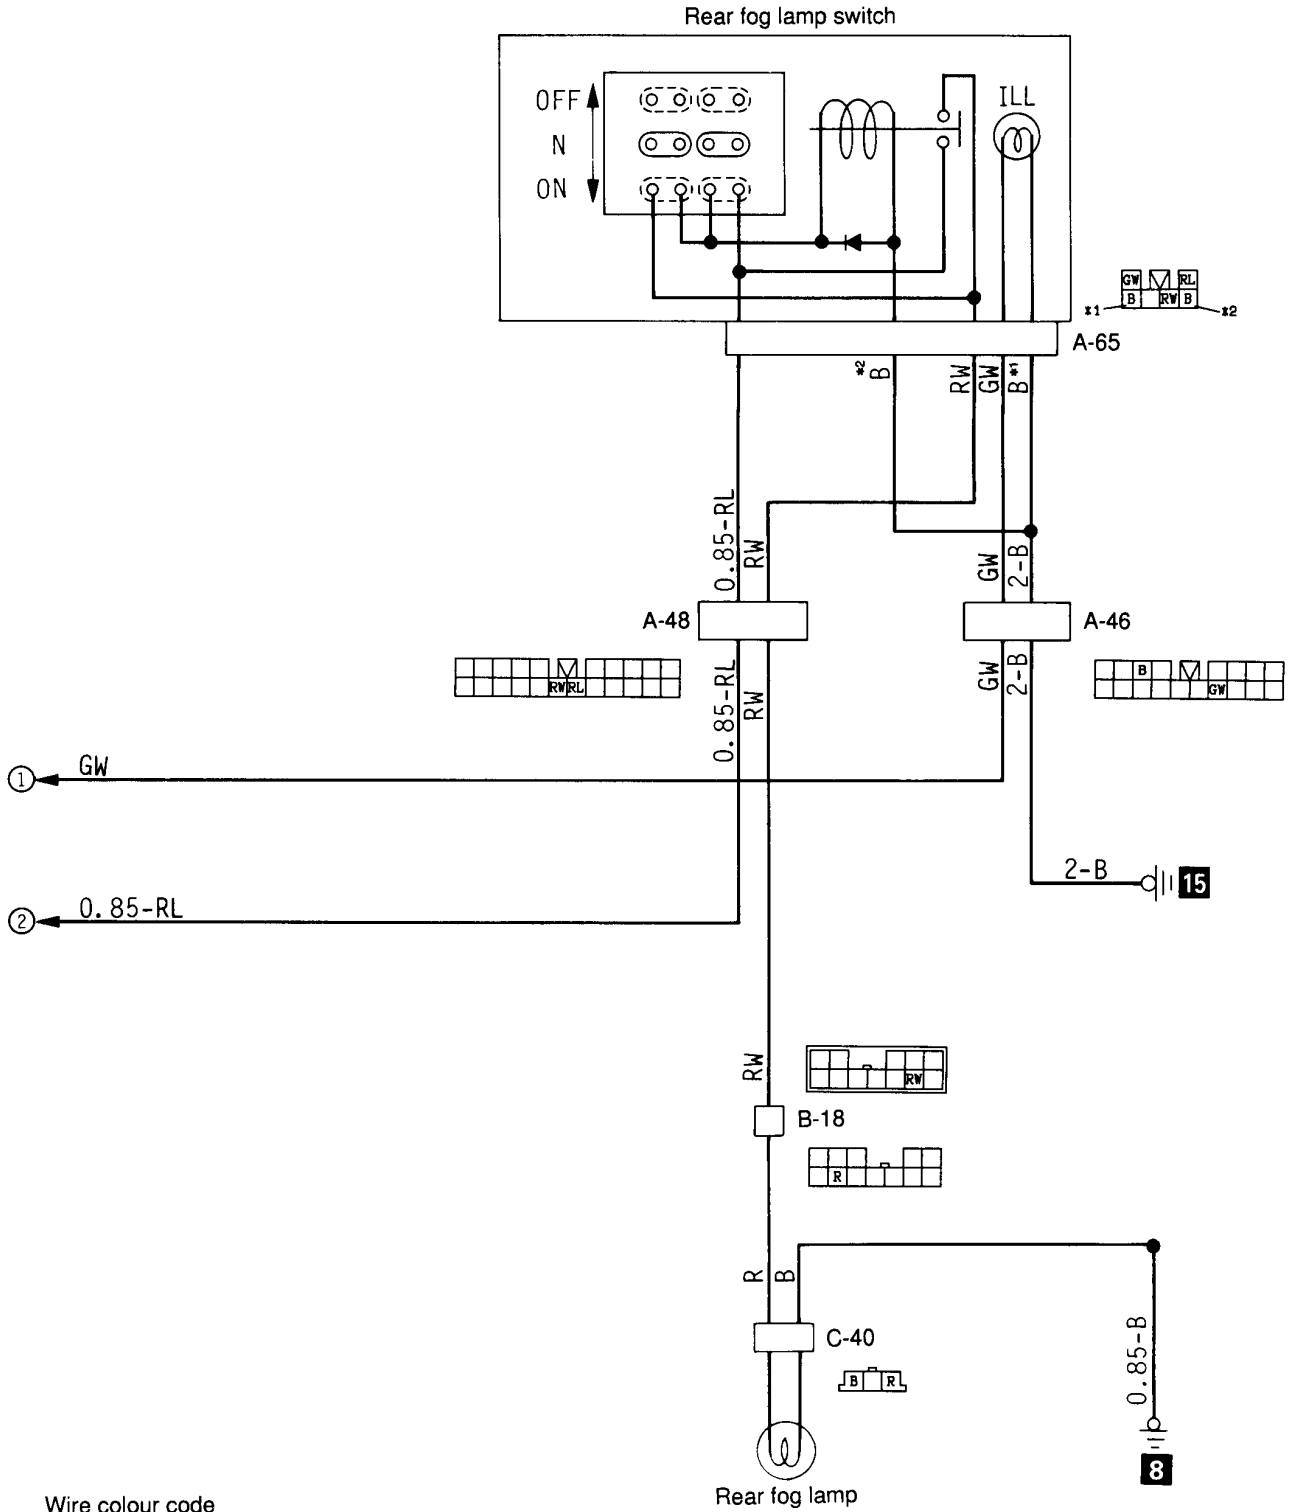 Rear fog lamp switch
OFF
N
ON
ILL
GW RL
B RW B
*1 *2
A-65
*2 B RW GW B*1
0.85-RL RW GW 2-B
A-48 A-46
0.85-RL RW GW 2-B
RW RL
B
GW
1 GW
2-B 15
2 0.85-RL
RW
RW
B-18
R
R B
C-40
B R
0.85-B
8
Rear fog lamp
Wire colour code